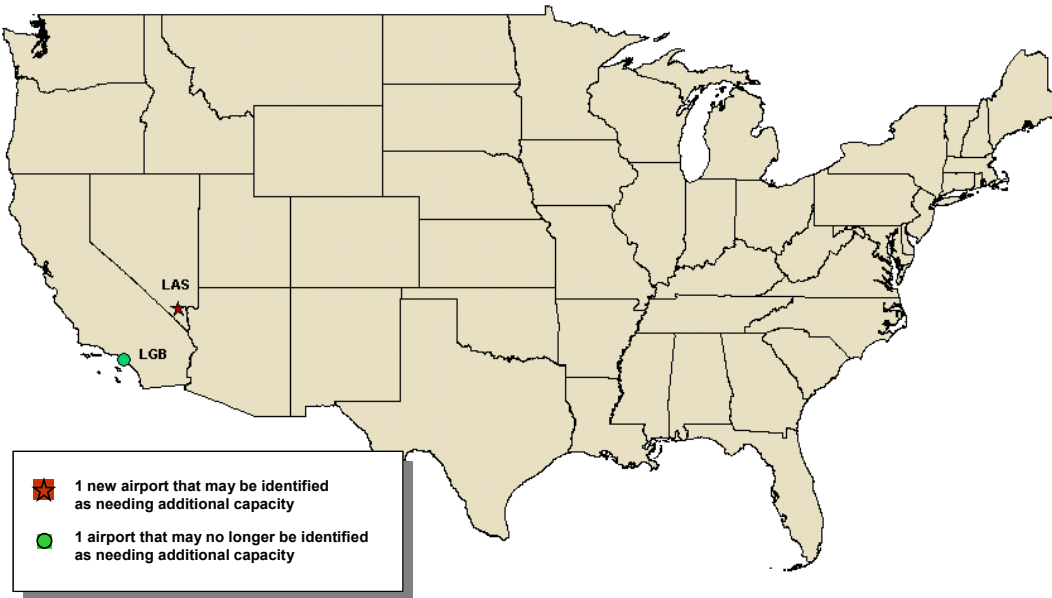 LAS
LGB
1 new airport that may be identified
as needing additional capacity
1 airport that may no longer be identified
as needing additional capacity